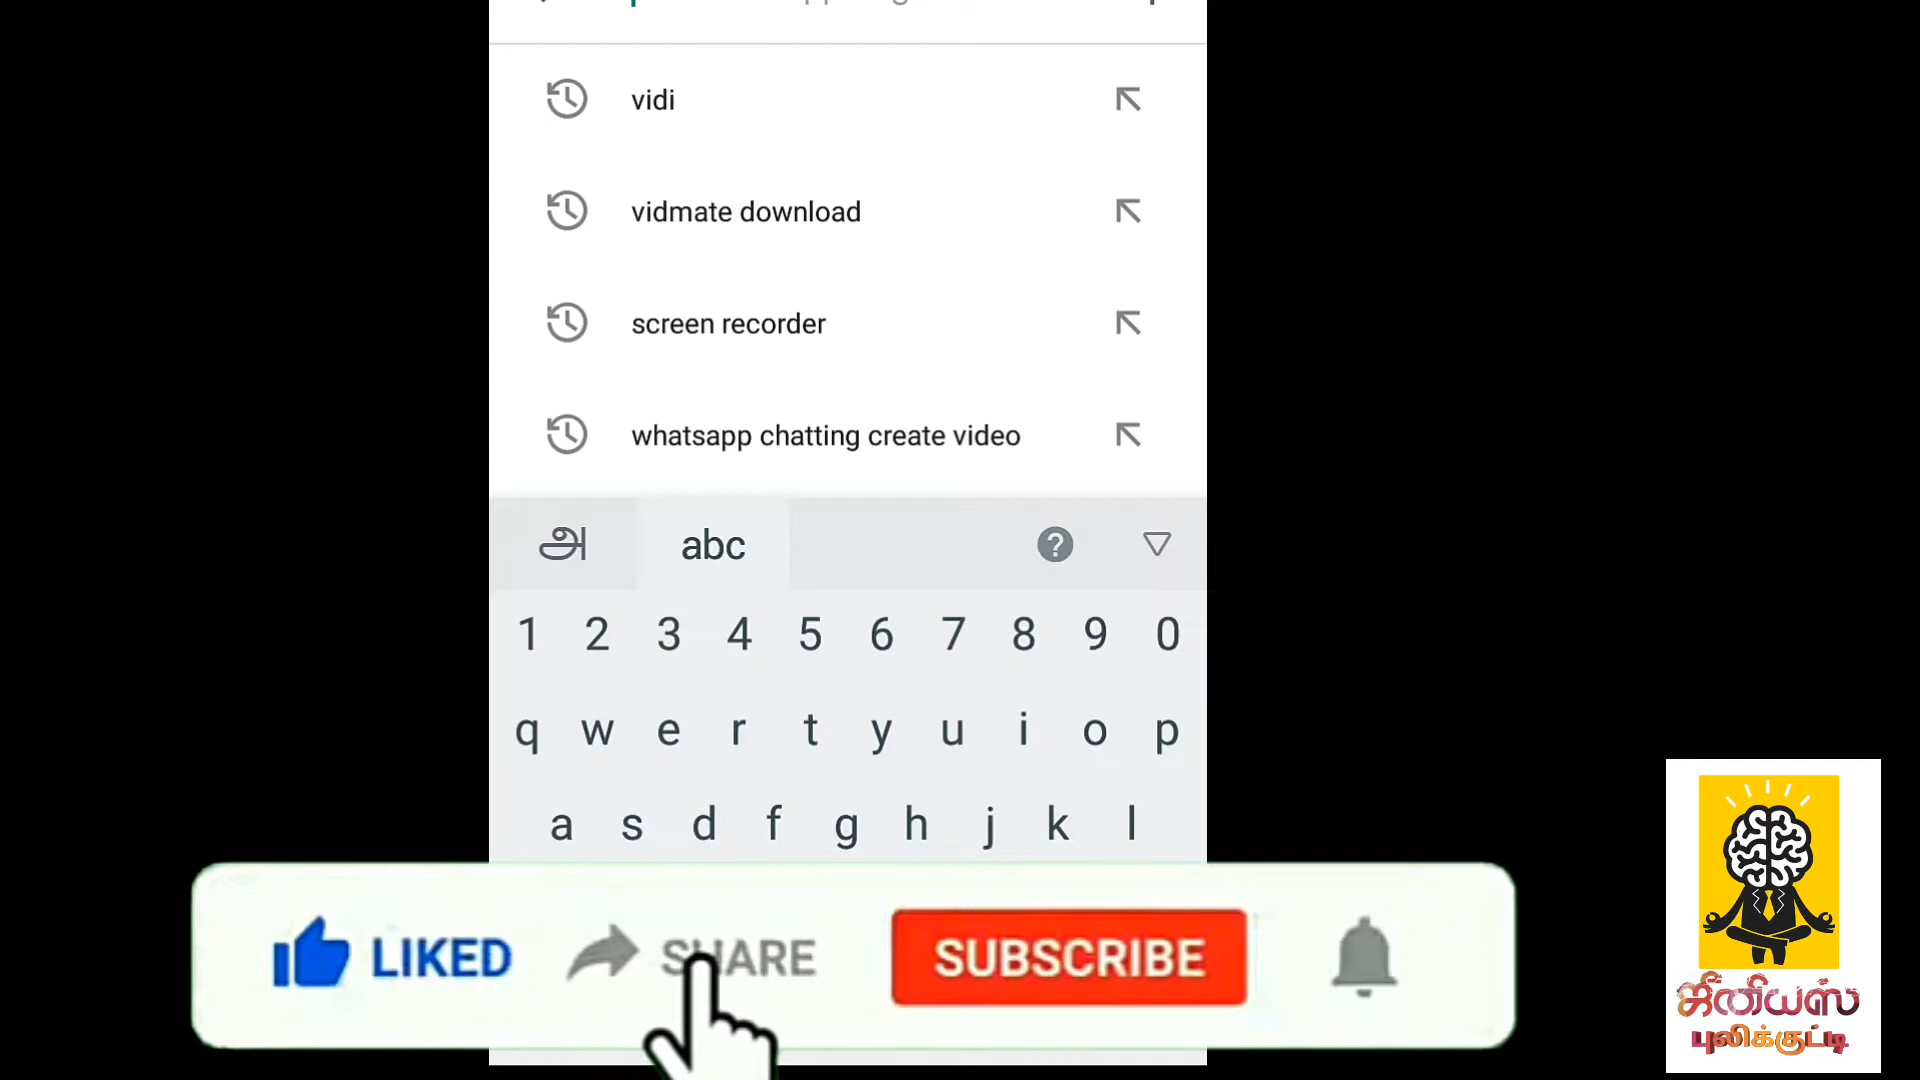 vidi
vidmate download
screen recorder
whatsapp chatting create video
அ abc ?
1 2 3 4 5 6 7 8 9 0
q w e r t y u i o p
a s d f g h j k l
LIKED SHARE SUBSCRIBE
ஜீனியஸ்
புலிக்குட்டி